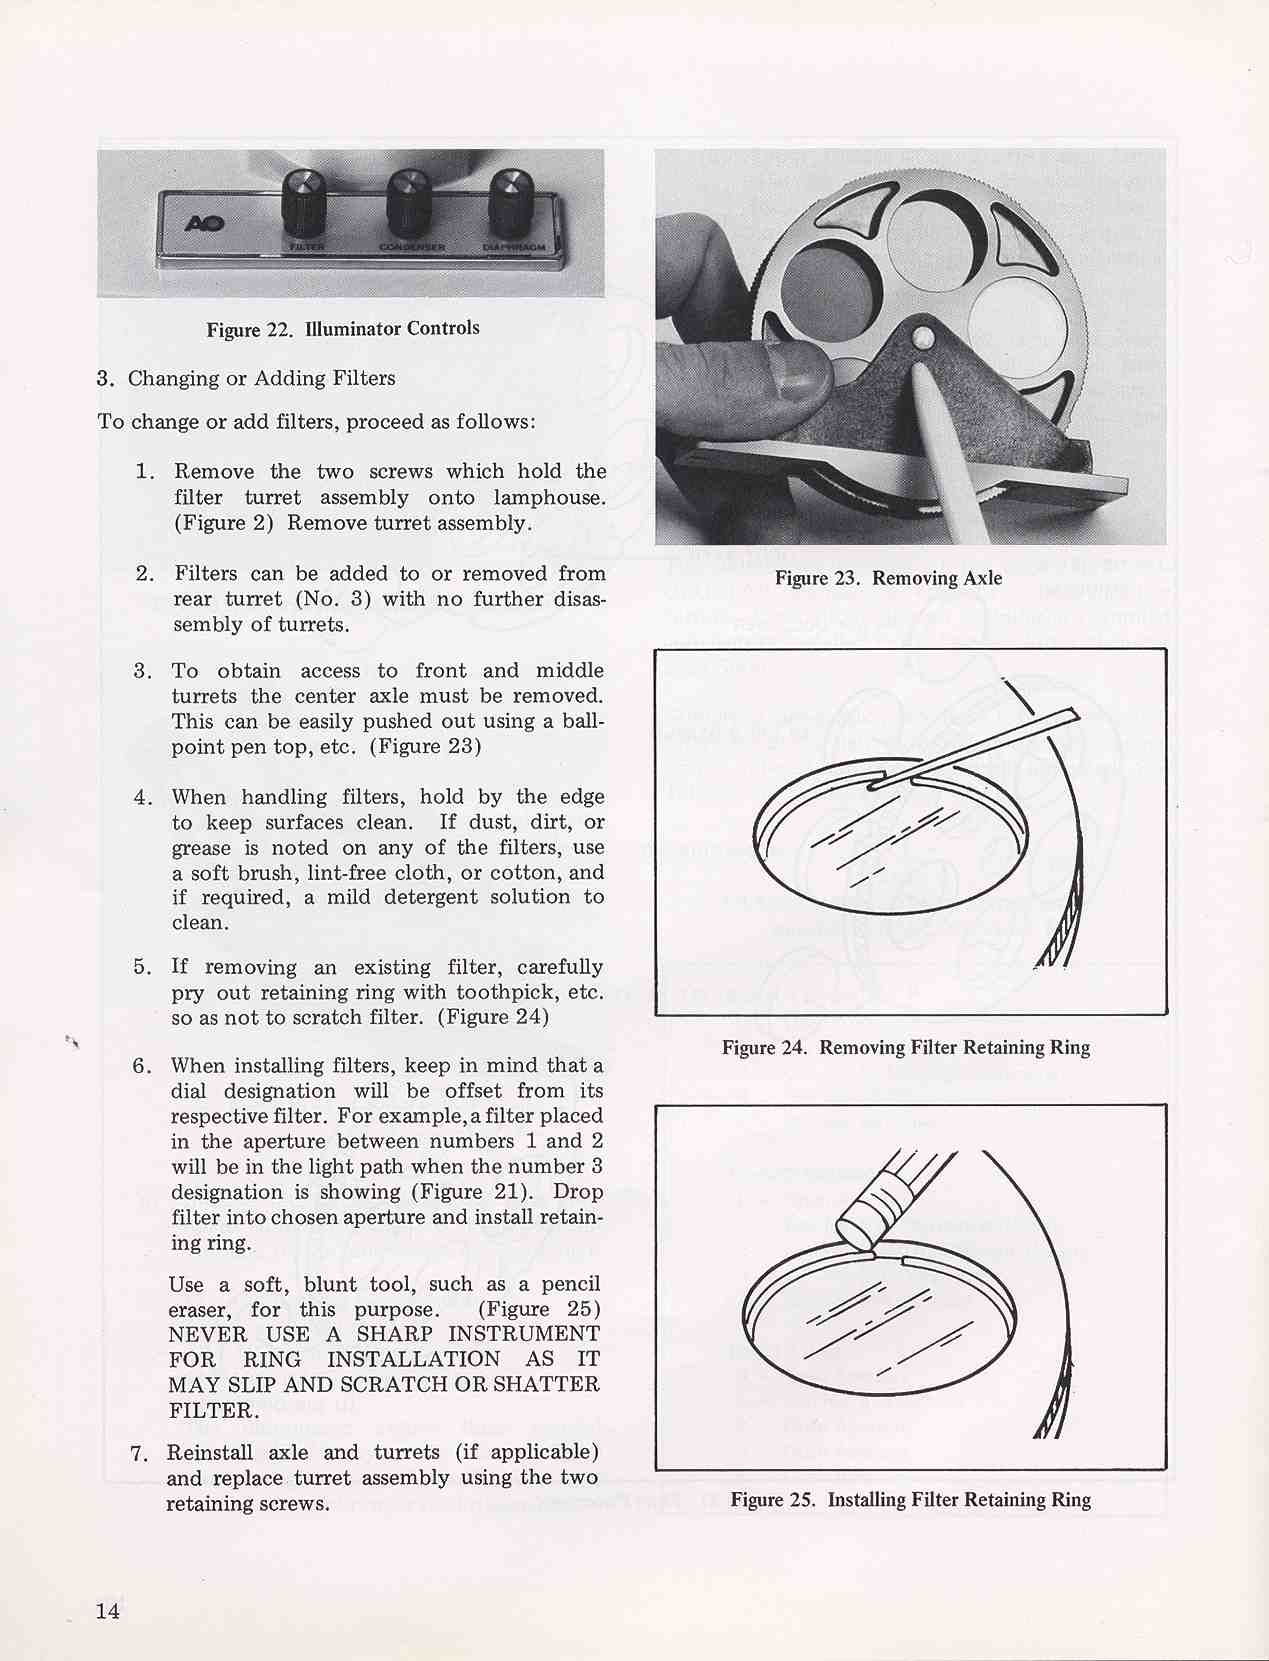 AO
FILTER
CONDENSER
DIAPHRAGM
Figure 22. Illuminator Controls
3. Changing or Adding Filters
To change or add filters, proceed as follows:
1. Remove the two screws which hold the
filter turret assembly onto lamphouse.
(Figure 2) Remove turret assembly.
2. Filters can be added to or removed from
rear turret (No. 3) with no further disas-
sembly of turrets.
3. To obtain access to front and middle
turrets the center axle must be removed.
This can be easily pushed out using a ball-
point pen top, etc. (Figure 23)
4. When handling filters, hold by the edge
to keep surfaces clean. If dust, dirt, or
grease is noted on any of the filters, use
a soft brush, lint-free cloth, or cotton, and
if required, a mild detergent solution to
clean.
5. If removing an existing filter, carefully
pry out retaining ring with toothpick, etc.
so as not to scratch filter. (Figure 24)
6. When installing filters, keep in mind that a
dial designation will be offset from its
respective filter. For example, a filter placed
in the aperture between numbers 1 and 2
will be in the light path when the number 3
designation is showing (Figure 21). Drop
filter into chosen aperture and install retain-
ing ring.
Use a soft, blunt tool, such as a pencil
eraser, for this purpose. (Figure 25)
NEVER USE A SHARP INSTRUMENT
FOR RING INSTALLATION AS IT
MAY SLIP AND SCRATCH OR SHATTER
FILTER.
7. Reinstall axle and turrets (if applicable)
and replace turret assembly using the two
retaining screws.
14
Figure 23. Removing Axle
Figure 24. Removing Filter Retaining Ring
Figure 25. Installing Filter Retaining Ring